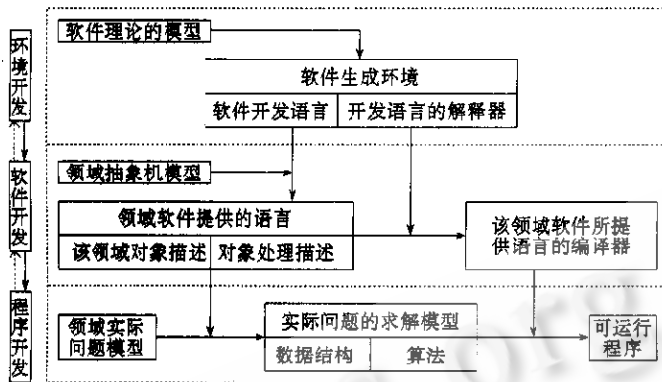 环境开发
软件理论的模型
软件生成环境
软件开发语言
开发语言的解释器
软件开发
领域抽象机模型
领域软件提供的语言
该领域对象描述
对象处理描述
该领域软件所提
供语言的编译器
程序开发
领域实际
问题模型
实际问题的求解模型
数据结构
算法
可运行
程序
.org